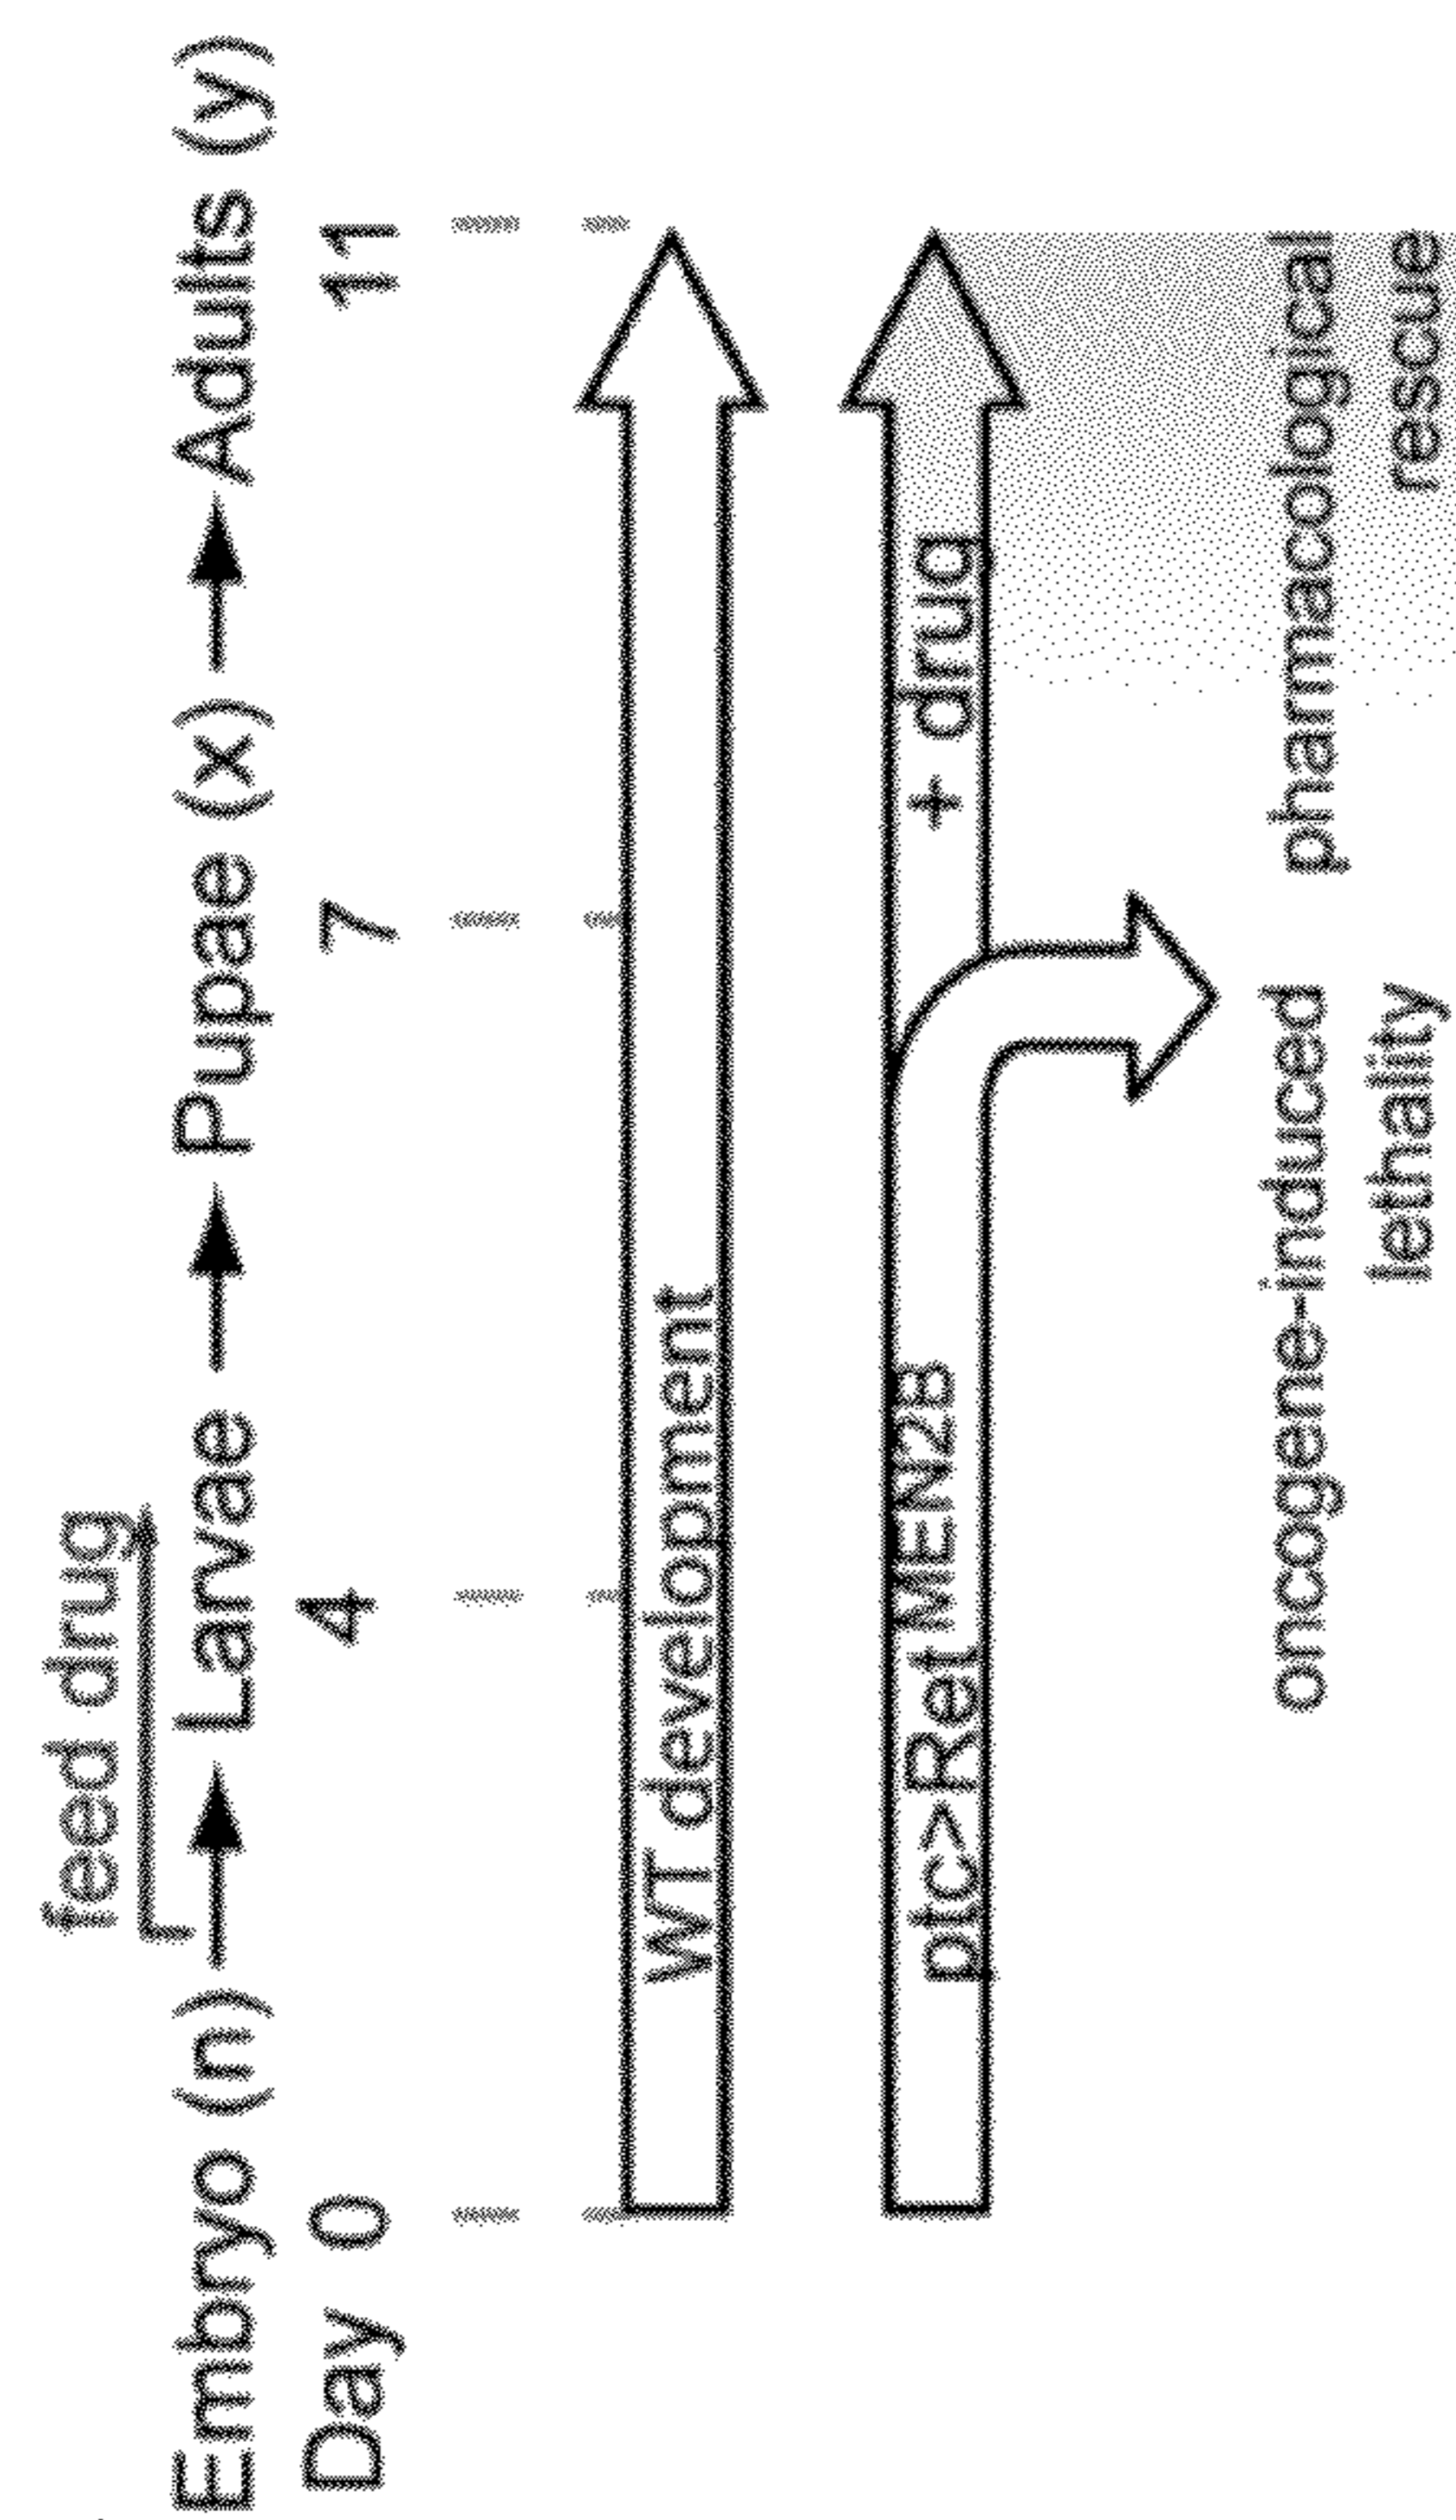 feed drug
Embryo (n) Larvae Pupae (x) Adults (y)
Day 0 4 7 11
WT development
ptc>Ret MEN2B + drug
oncogene-induced
lethality
pharmacological
rescue